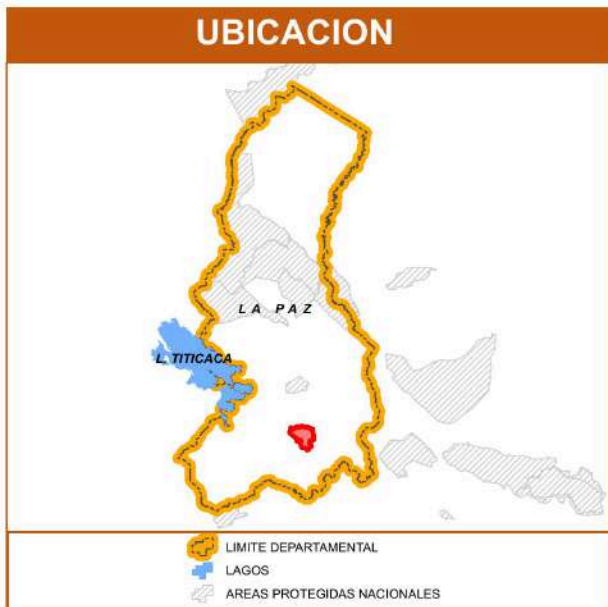 UBICACION
LA PAZ
L. TITICACA
LIMITE DEPARTAMENTAL
LAGOS
AREAS PROTEGIDAS NACIONALES